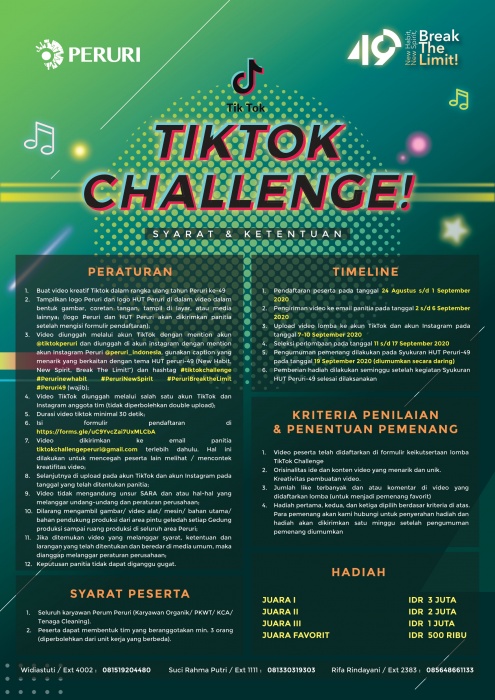 PERURI
49
New Habit,
New Spirit,
Break
The
Limit!
Tik Tok
TIKTOK
CHALLENGE!
SYARAT & KETENTUAN
PERATURAN
1. Buat video kreatif Tiktok dalam rangka ulang tahun Peruri ke-49
2. Tampilkan logo Peruri dan logo HUT Peruri di dalam video dalam
bentuk gambar, coretan tangan, tampil di layar, atau media
lainnya, (logo Peruri dan HUT Peruri akan dikirimkan panitia
setelah mengisi formulir pendaftaran);
3. Video diunggah melalui akun TikTok dengan mention akun
@tiktokperuri dan diunggah di akun instagram dengan mention
akun Instagram Peruri @peruri_indonesia, gunakan caption yang
menarik yang berkaitan dengan tema HUT peruri-49 (New Habit,
New Spirit, Break The Limit!") dan hashtag #tiktokchallenge
#Perurinewhabit #PeruriNewSpirit #PeruriBreaktheLimit
#Peruri49 (wajib);
4. Video TikTok diunggah melalui salah satu akun TikTok dan
Instagram anggota tim (tidak diperbolehkan double upload);
5. Durasi video tiktok minimal 30 detik;
6. Isi formulir pendaftaran di
https://forms.gle/uC9YvcZai7UxMLCbA
7. Video dikirimkan ke email panitia
tiktokchallengeperuri@gmail.com terlebih dahulu. Hal ini
dilakukan untuk mencegah peserta lain melihat / mencontek
kreatifitas video;
8. Selanjutnya di upload pada akun TikTok dan akun Instagram pada
tanggal yang telah ditentukan panitia;
9. Video tidak mengandung unsur SARA dan atau hal-hal yang
melanggar undang-undang dan peraturan perusahaan;
10. Dilarang mengambil gambar/ video alat/ mesin/ bahan utama/
bahan pendukung produksi dari area pintu geledah setiap Gedung
produksi sampai ruang produksi di seluruh area Peruri.
11. Jika ditemukan video yang melanggar syarat, ketentuan dan
larangan yang telah ditentukan dan beredar di media umum, maka
dianggap melanggar peraturan perusahaan;
12. Keputusan panitia tidak dapat diganggu gugat.
SYARAT PESERTA
1. Seluruh karyawan Perum Peruri (Karyawan Organik/ PKWT/ KCA/
Tenaga Cleaning).
2. Peserta dapat membentuk tim yang beranggotakan min. 3 orang
(diperbolehkan dari unit kerja yang berbeda).
TIMELINE
1. Pendaftaran peserta pada tanggal 24 Agustus s/d 1 September
2020
2. Pengiriman video ke email panitia pada tanggal 2 s/d 6 September
2020
3. Upload video lomba ke akun TikTok dan akun Instagram pada
tanggal 7-10 September 2020
4. Seleksi perlombaan pada tanggal 11 s/d 17 September 2020
5. Pengumuman pemenang dilakukan pada Syukuran HUT Peruri-49
pada tanggal 19 September 2020 (diumumkan secara daring)
6. Pemberian hadiah dilakukan seminggu setelah kegiatan Syukuran
HUT Peruri-49 selesai dilaksanakan
KRITERIA PENILAIAN
& PENENTUAN PEMENANG
1. Video peserta telah didaftarkan di formulir keikutsertaan lomba
TikTok Challenge
2. Orisinalitas ide dan konten video yang menarik dan unik.
Kreativitas pembuatan video.
3. Jumlah like terbanyak dan atau komentar di video yang
didaftarkan lomba (untuk menjadi pemenang favorit)
4. Hadiah pertama, kedua, dan ketiga dipilih berdasar kriteria di atas.
Para pemenang akan kami hubungi untuk penyerahan hadiah dan
hadiah akan dikirimkan satu minggu setelah pengumuman
pemenang diumumkan
HADIAH
JUARA I IDR 3 JUTA
JUARA II IDR 2 JUTA
JUARA III IDR 1 JUTA
JUARA FAVORIT IDR 500 RIBU
Widiastuti / Ext 4002 : 081519204480 Suci Rahma Putri / Ext 1111 : 081330319303 Rifa Rindayani / Ext 2383 : 085648661133